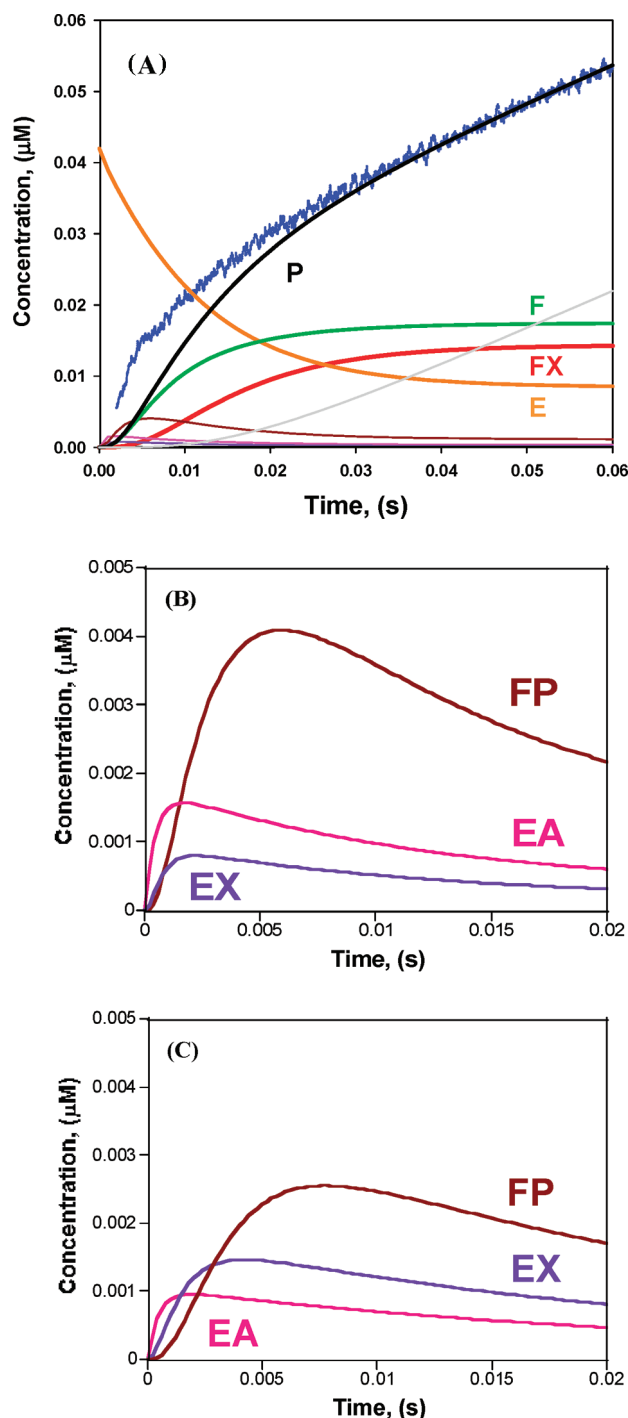 (A)
Concentration, (µM)
0.06
0.05
0.04
0.03
0.02
0.01
0.00
P
F
FX
E
0.00 0.01 0.02 0.03 0.04 0.05 0.06
Time, (s)
(B)
Concentration, (µM)
0.005
0.004
0.003
0.002
0.001
0
FP
EA
EX
0 0.005 0.01 0.015 0.02
Time, (s)
(C)
Concentration, (µM)
0.005
0.004
0.003
0.002
0.001
0
FP
EX
EA
0 0.005 0.01 0.015 0.02
Time, (s)